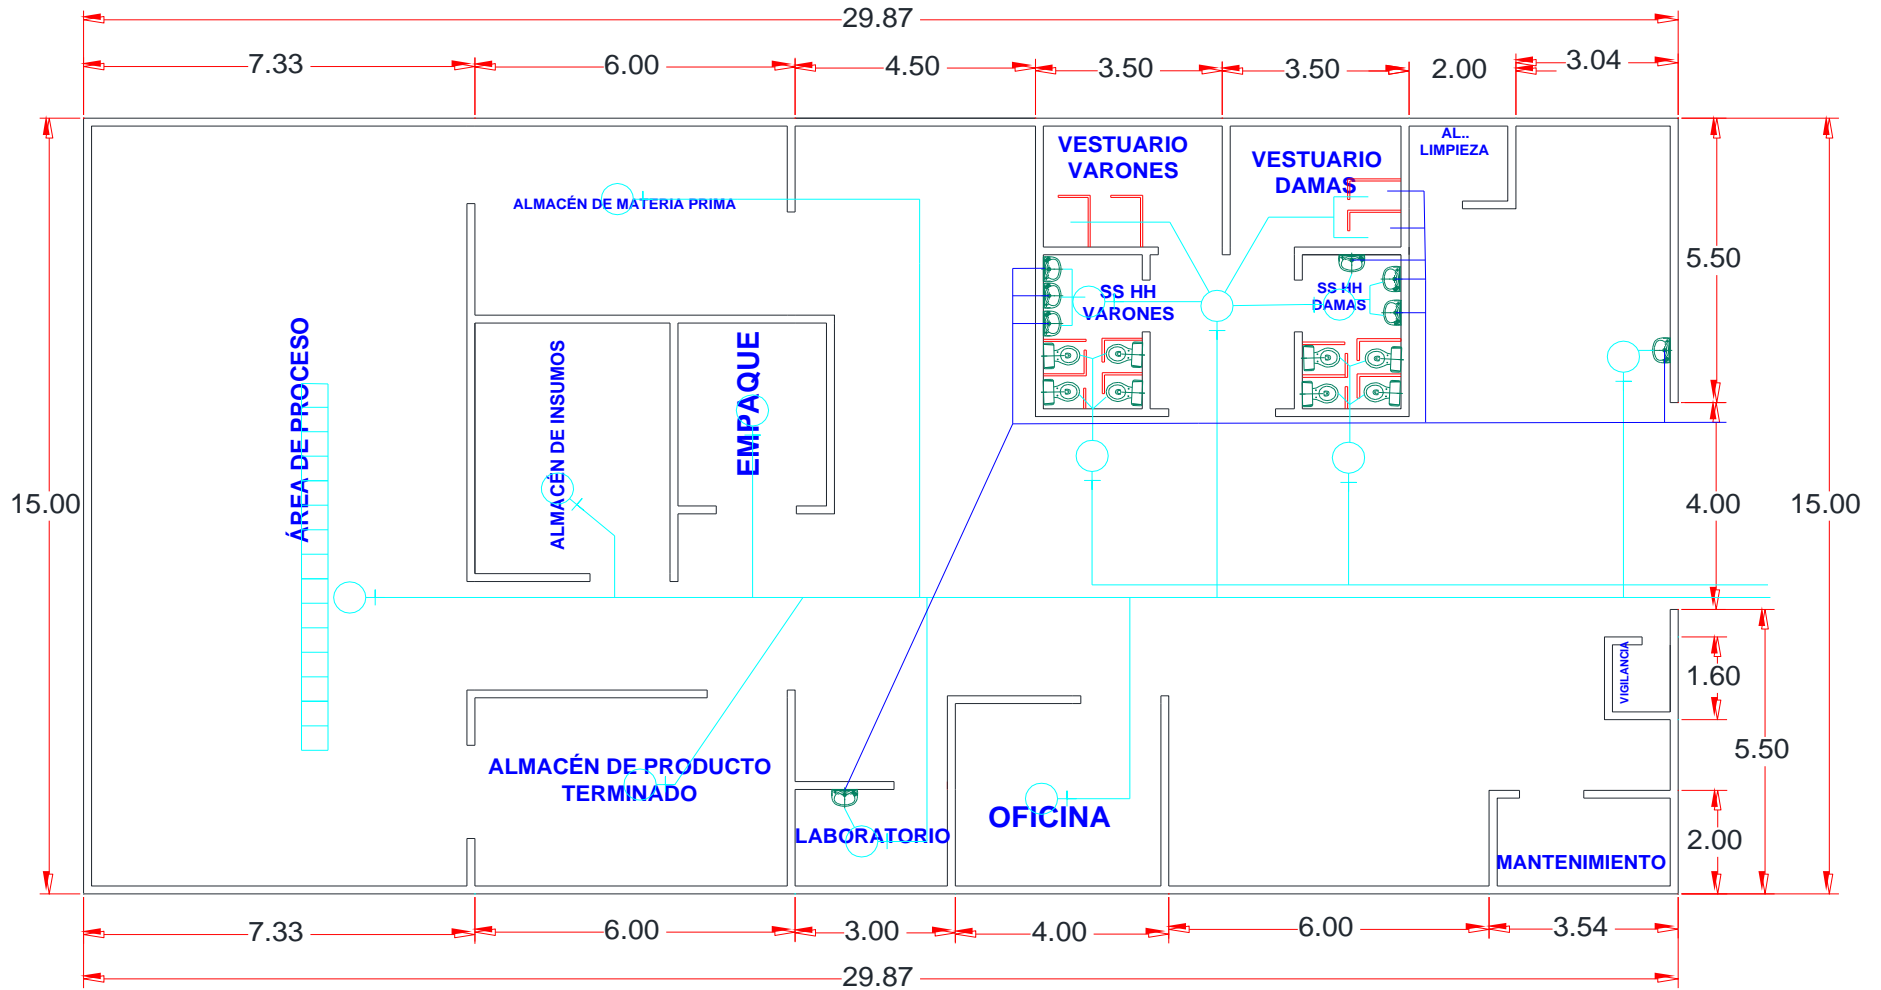 29.87
7.33
6.00
4.50
3.50
3.50
2.00
3.04
VESTUARIO
VARONES
VESTUARIO
DAMAS
AL..
LIMPIEZA
ALMACÉN DE MATERIA PRIMA
5.50
SS HH
VARONES
SS HH
DAMAS
ÁREA DE PROCESO
ALMACÉN DE INSUMOS
EMPAQUE
15.00
4.00
15.00
VIGILANCIA
1.60
5.50
ALMACÉN DE PRODUCTO
TERMINADO
LABORATORIO
OFICINA
2.00
MANTENIMIENTO
7.33
6.00
3.00
4.00
6.00
3.54
29.87